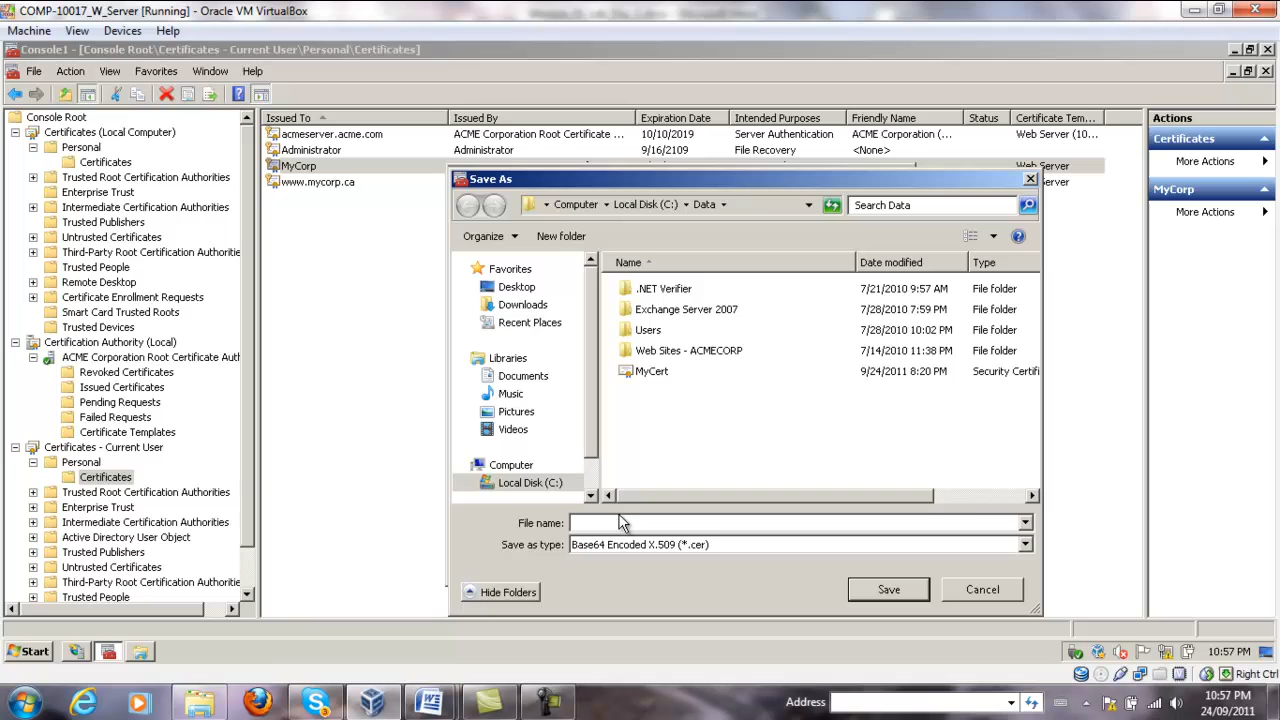 COMP-10017_W_Server [Running] - Oracle VM VirtualBox
Machine View Devices Help
Console1 - [Console Root\Certificates - Current User\Personal\Certificates]
File Action View Favorites Window Help
Console Root
Certificates (Local Computer)
Personal
Certificates
Trusted Root Certification Authorities
Enterprise Trust
Intermediate Certification Authorities
Trusted Publishers
Untrusted Certificates
Third-Party Root Certification Authorities
Trusted People
Remote Desktop
Certificate Enrollment Requests
Smart Card Trusted Roots
Trusted Devices
Certification Authority (Local)
ACME Corporation Root Certificate Auth
Revoked Certificates
Issued Certificates
Pending Requests
Failed Requests
Certificate Templates
Certificates - Current User
Personal
Certificates
Trusted Root Certification Authorities
Enterprise Trust
Intermediate Certification Authorities
Active Directory User Object
Trusted Publishers
Untrusted Certificates
Third-Party Root Certification Authorities
Trusted People
Issued To Issued By Expiration Date Intended Purposes Friendly Name Status Certificate Tem...
acmeserver.acme.com ACME Corporation Root Certificate ... 10/10/2019 Server Authentication ACME Corporation (... Web Server (10...
Administrator Administrator 9/16/2109 File Recovery <None>
MyCorp Web Server
www.mycorp.ca Server
Actions
Certificates
More Actions
MyCorp
More Actions
Save As
Computer Local Disk (C:) Data
Search Data
Organize New folder
Favorites
Desktop
Downloads
Recent Places
Libraries
Documents
Music
Pictures
Videos
Computer
Local Disk (C:)
Name Date modified Type
.NET Verifier 7/21/2010 9:57 AM File folder
Exchange Server 2007 7/28/2010 7:59 PM File folder
Users 7/28/2010 10:02 PM File folder
Web Sites - ACMECORP 7/14/2010 11:38 PM File folder
MyCert 9/24/2011 8:20 PM Security Certifi
File name:
Save as type: Base64 Encoded X.509 (*.cer)
Hide Folders Save Cancel
Start 10:57 PM
Right Ctrl
Address 10:57 PM
24/09/2011